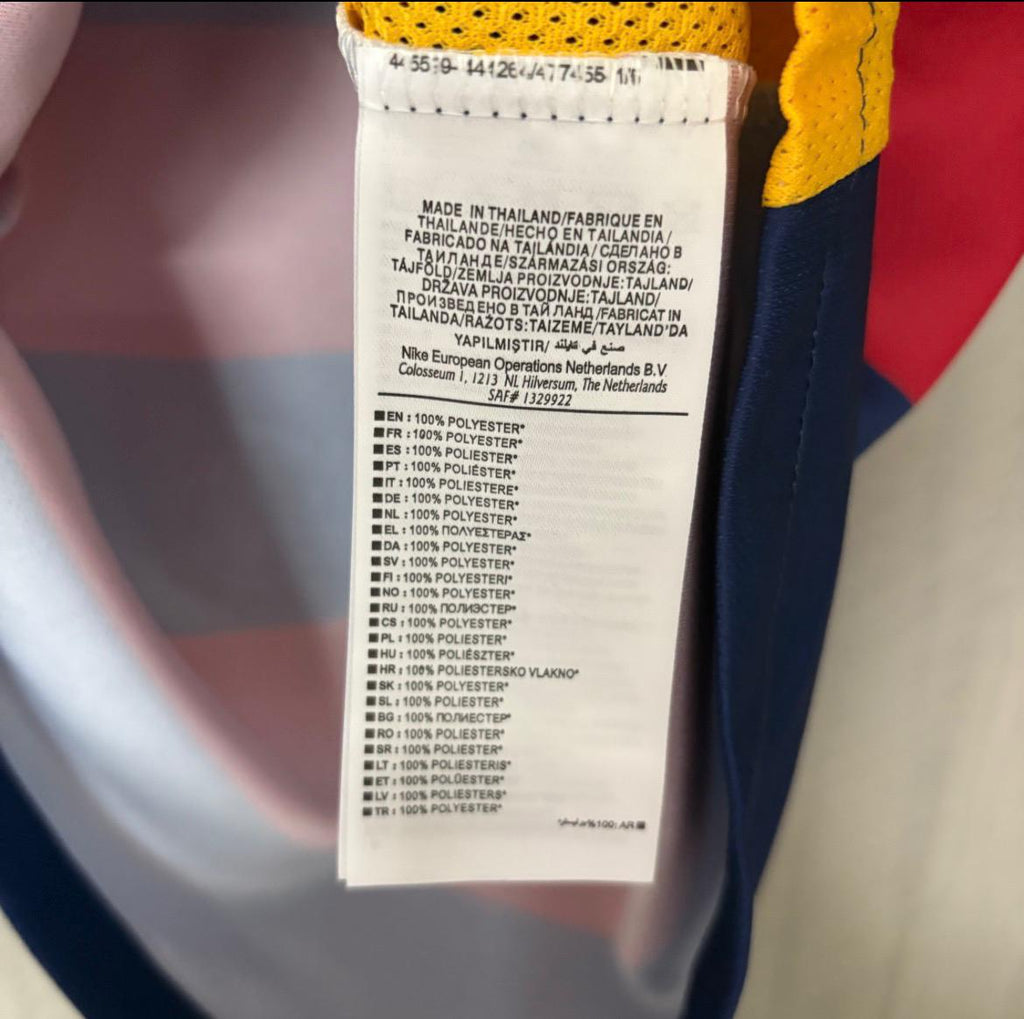 MADE IN THAILAND/FABRIQUE EN
THAILANDE/HECHO EN TAILANDIA/
FABRICADO NA TAILÂNDIA/СДЕЛАНО В
ТАИЛАНДЕ/SZÁRMAZÁSI ORSZÁG:
TÁJFÖLD/ZEMLJA PROIZVODNJE:TAJLAND/
DRŽAVA PROIZVODNJE:TAJLAND/
ПРОИЗВЕДЕНО В ТАЙЛАНД/FABRICAT IN
TAILANDA/RAŽOTS:TAIZEME/TAYLAND'DA
YAPILMIŞTIR/ صنع في تايلند
Nike European Operations Netherlands B.V.
Colosseum 1, 1213 NL Hilversum, The Netherlands
SAF# 1329922
EN : 100% POLYESTER*
FR : 100% POLYESTER*
ES : 100% POLIESTER*
PT : 100% POLIÉSTER*
IT : 100% POLIESTERE*
DE : 100% POLYESTER*
NL : 100% POLYESTER*
EL : 100% ΠΟΛΥΕΣΤΕΡΑΣ*
DA : 100% POLYESTER*
SV : 100% POLYESTER*
FI : 100% POLYESTERI*
NO : 100% POLYESTER*
RU : 100% ПОЛИЭСТЕР*
CS : 100% POLYESTER*
PL : 100% POLIESTER*
HU : 100% POLIÉSZTER*
HR : 100% POLIESTERSKO VLAKNO*
SK : 100% POLYESTER*
SL : 100% POLIESTER*
BG : 100% ПОЛИЕСТЕР*
RO : 100% POLIESTER*
SR : 100% POLIESTER*
LT : 100% POLIESTERIS*
ET : 100% POLÜESTER*
LV : 100% POLIESTERS*
TR : 100% POLYESTER*
%100: AR